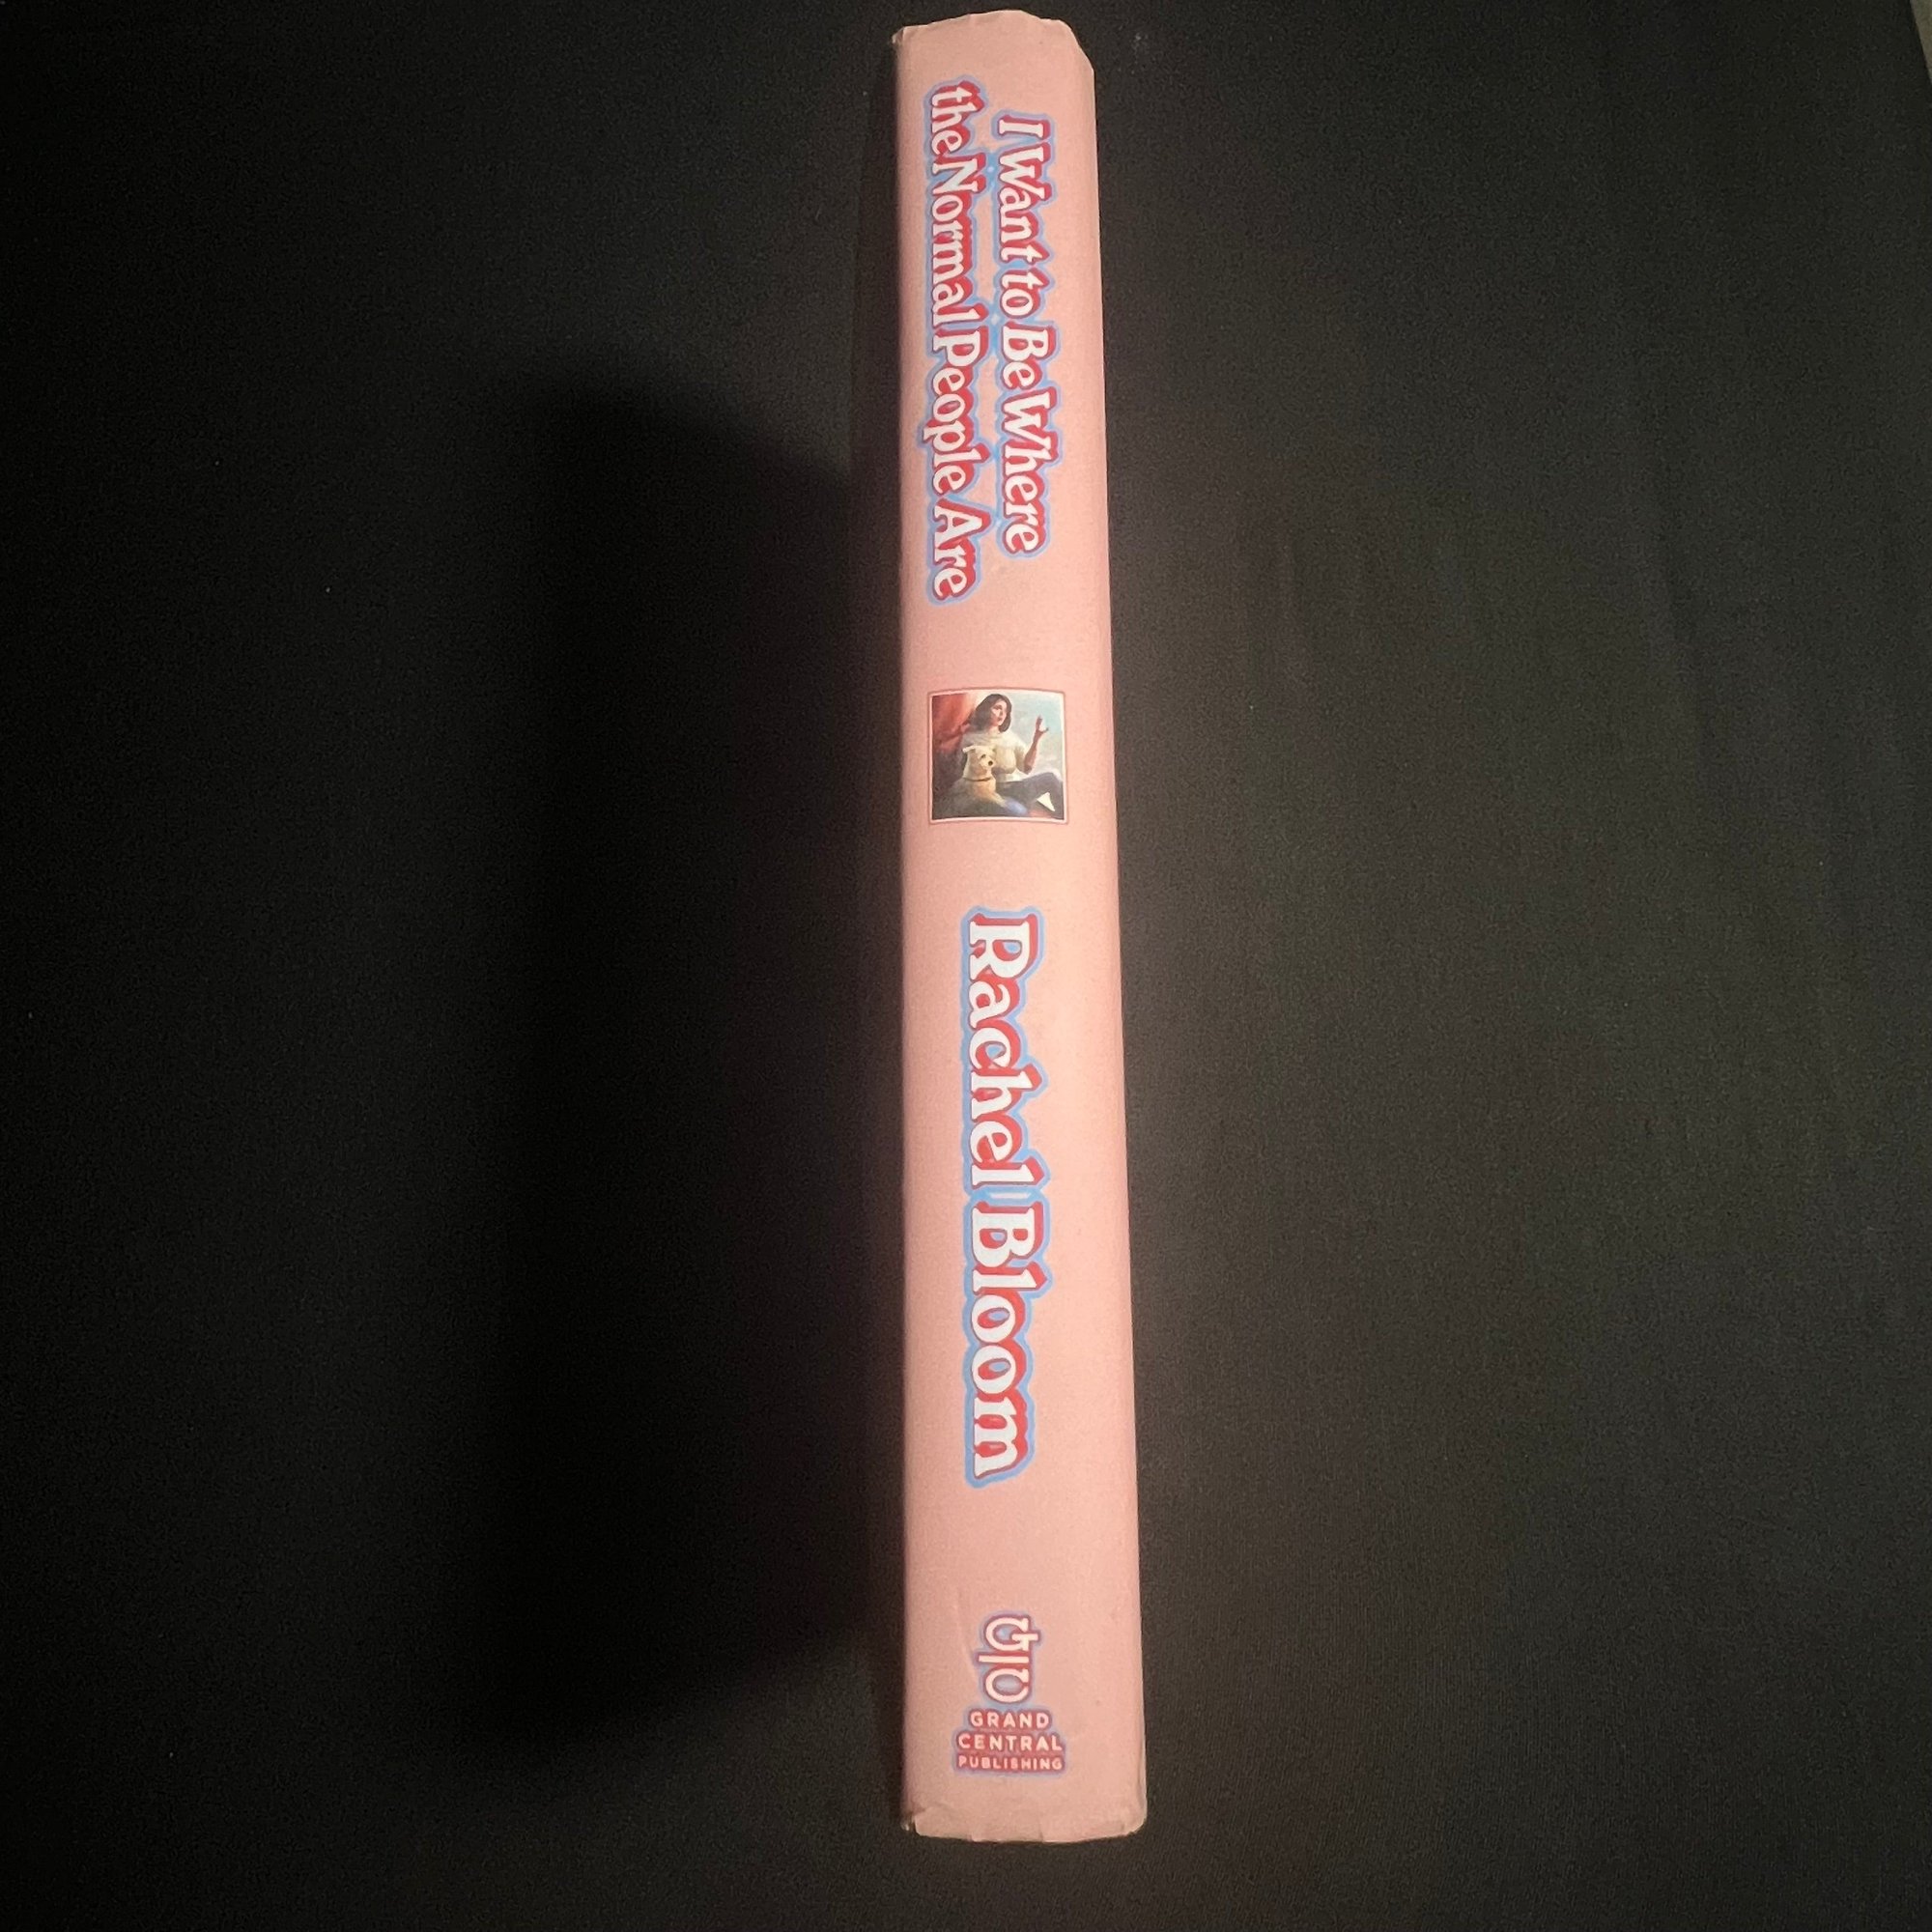 I Want to Be Where
the Normal People Are
Rachel Bloom
GRAND
CENTRAL
PUBLISHING